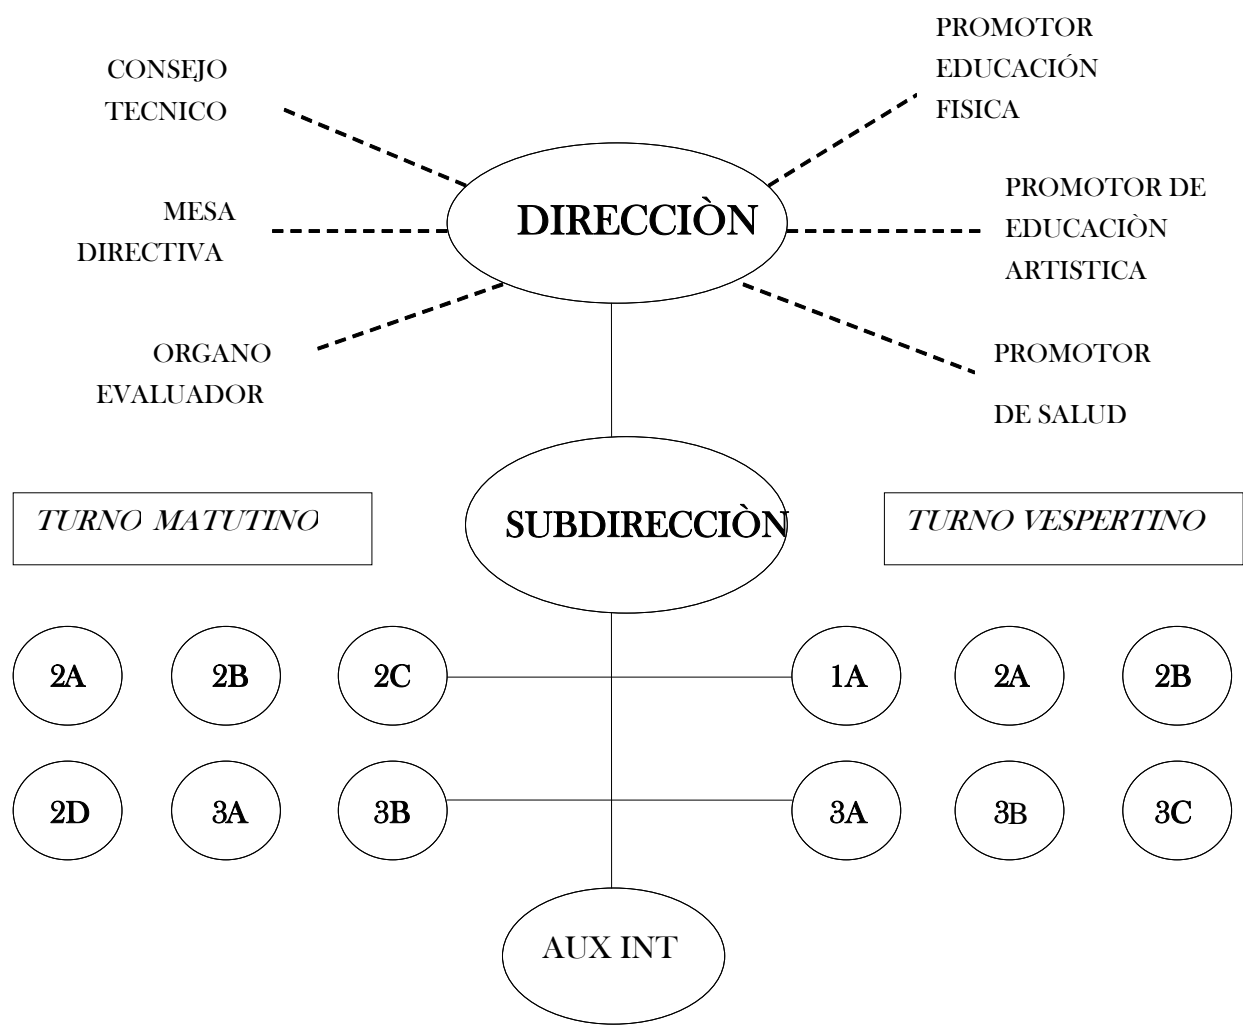 CONSEJO
TECNICO
PROMOTOR
EDUCACIÓN
FISICA
MESA
DIRECTIVA
DIRECCIÒN
PROMOTOR DE
EDUCACIÒN
ARTISTICA
ORGANO
EVALUADOR
PROMOTOR
DE SALUD
TURNO MATUTINO
SUBDIRECCIÒN
TURNO VESPERTINO
2A 2B 2C 1A 2A 2B
2D 3A 3B 3A 3B 3C
AUX INT